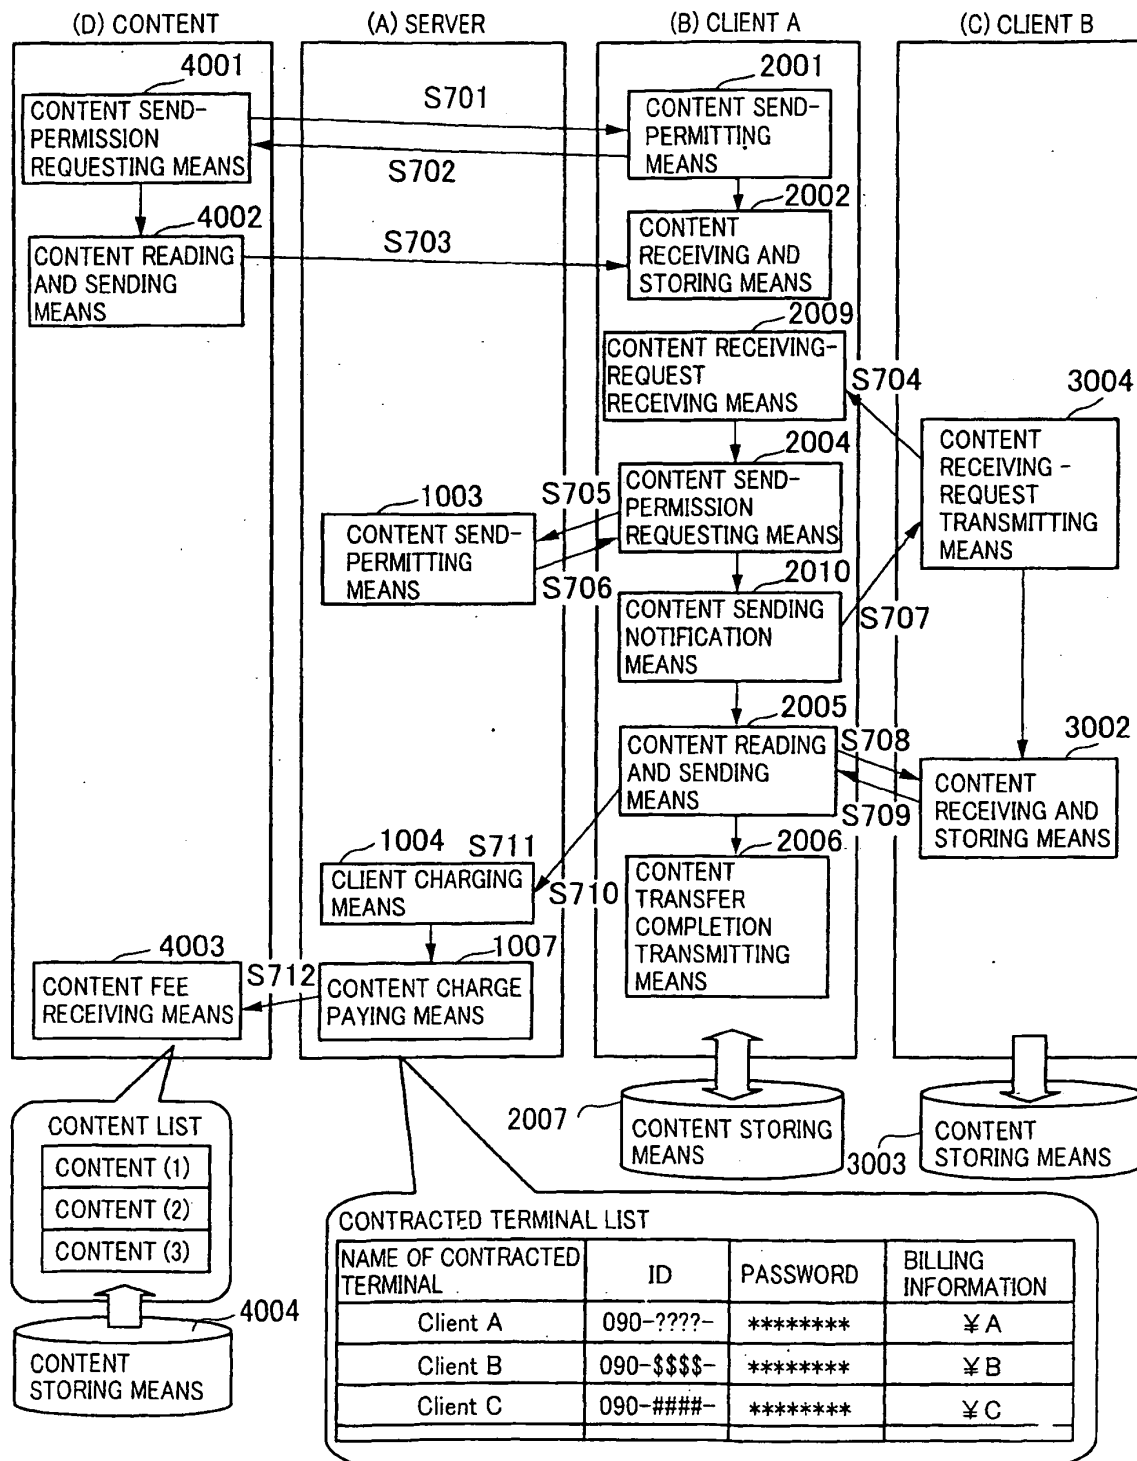 (D) CONTENT
(A) SERVER
(B) CLIENT A
(C) CLIENT B
4001
CONTENT SEND-
PERMISSION
REQUESTING MEANS
S701
S702
2001
CONTENT SEND-
PERMITTING
MEANS
4002
CONTENT READING
AND SENDING
MEANS
S703
2002
CONTENT
RECEIVING AND
STORING MEANS
2009
CONTENT RECEIVING-
REQUEST
RECEIVING MEANS
S704
3004
CONTENT
RECEIVING -
REQUEST
TRANSMITTING
MEANS
2004
CONTENT SEND-
PERMISSION
REQUESTING MEANS
S705
1003
CONTENT SEND-
PERMITTING
MEANS
S706
2010
CONTENT SENDING
NOTIFICATION
MEANS
S707
2005
CONTENT READING
AND SENDING
MEANS
S708
S709
3002
CONTENT
RECEIVING AND
STORING MEANS
1004
S711
CLIENT CHARGING
MEANS
S710
2006
CONTENT
TRANSFER
COMPLETION
TRANSMITTING
MEANS
4003
CONTENT FEE
RECEIVING MEANS
S712
1007
CONTENT CHARGE
PAYING MEANS
CONTENT LIST
CONTENT (1)
CONTENT (2)
CONTENT (3)
4004
CONTENT
STORING MEANS
2007
CONTENT STORING
MEANS
3003
CONTENT
STORING MEANS
CONTRACTED TERMINAL LIST
NAME OF CONTRACTED
TERMINAL
ID
PASSWORD
BILLING
INFORMATION
Client A 090-????- ******** ¥A
Client B 090-$$$$- ******** ¥B
Client C 090-####- ******** ¥C